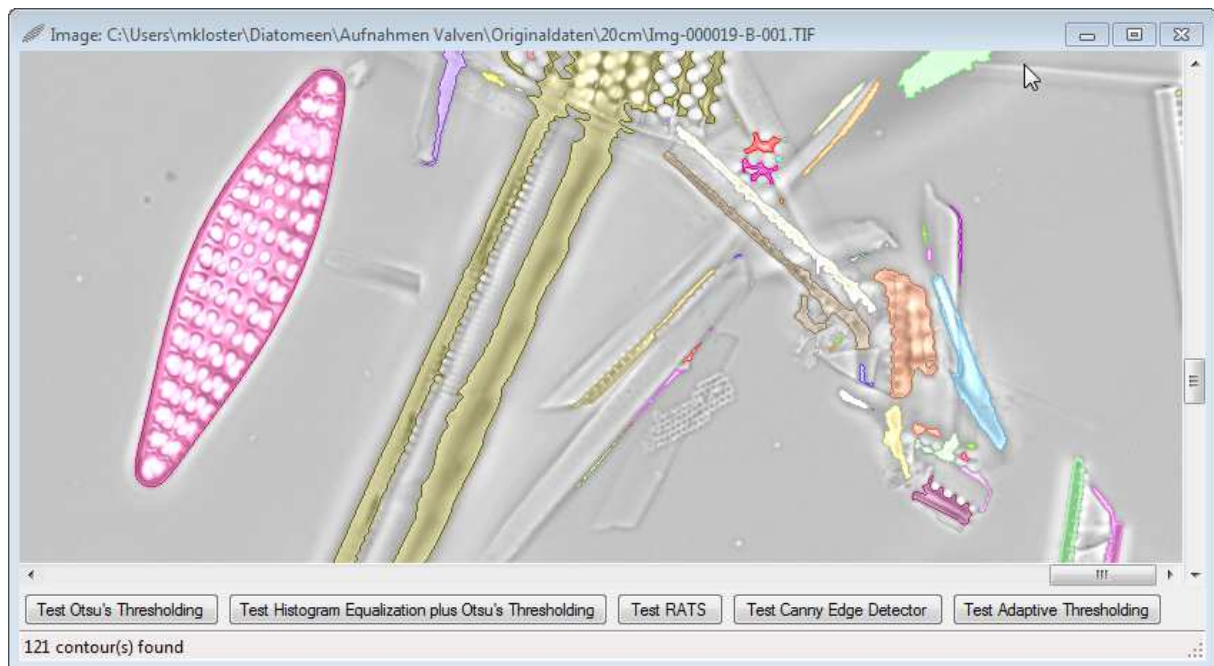 Image: C:\Users\mkloster\Diatomeen\Aufnahmen Valven\Originaldaten\20cm\Img-000019-B-001.TIF
Test Otsu's Thresholding Test Histogram Equalization plus Otsu's Thresholding Test RATS Test Canny Edge Detector Test Adaptive Thresholding
121 contour(s) found